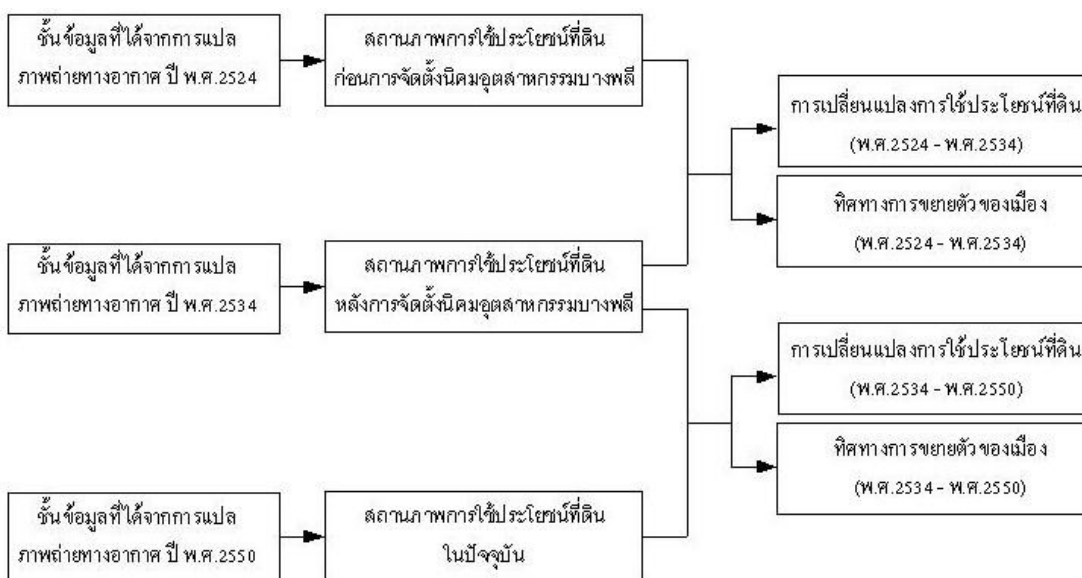 ชั้นข้อมูลที่ได้จากการแปล
ภาพถ่ายทางอากาศ ปี พ.ศ.2524
สถานภาพการใช้ประโยชน์ที่ดิน
ก่อนการจัดตั้งนิคมอุตสาหกรรมบางพลี
การเปลี่ยนแปลงการใช้ประโยชน์ที่ดิน
(พ.ศ.2524 - พ.ศ.2534)
ทิศทางการขยายตัวของเมือง
(พ.ศ.2524 - พ.ศ.2534)
ชั้นข้อมูลที่ได้จากการแปล
ภาพถ่ายทางอากาศ ปี พ.ศ.2534
สถานภาพการใช้ประโยชน์ที่ดิน
หลังการจัดตั้งนิคมอุตสาหกรรมบางพลี
การเปลี่ยนแปลงการใช้ประโยชน์ที่ดิน
(พ.ศ.2534 - พ.ศ.2550)
ทิศทางการขยายตัวของเมือง
(พ.ศ.2534 - พ.ศ.2550)
ชั้นข้อมูลที่ได้จากการแปล
ภาพถ่ายทางอากาศ ปี พ.ศ.2550
สถานภาพการใช้ประโยชน์ที่ดิน
ในปัจจุบัน